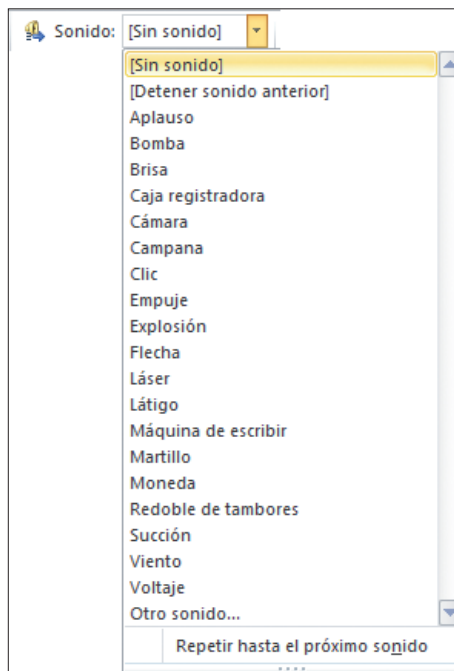 Sonido: [Sin sonido]
[Sin sonido]
[Detener sonido anterior]
Aplauso
Bomba
Brisa
Caja registradora
Cámara
Campana
Clic
Empuje
Explosión
Flecha
Láser
Látigo
Máquina de escribir
Martillo
Moneda
Redoble de tambores
Succión
Viento
Voltaje
Otro sonido...
Repetir hasta el próximo sonido